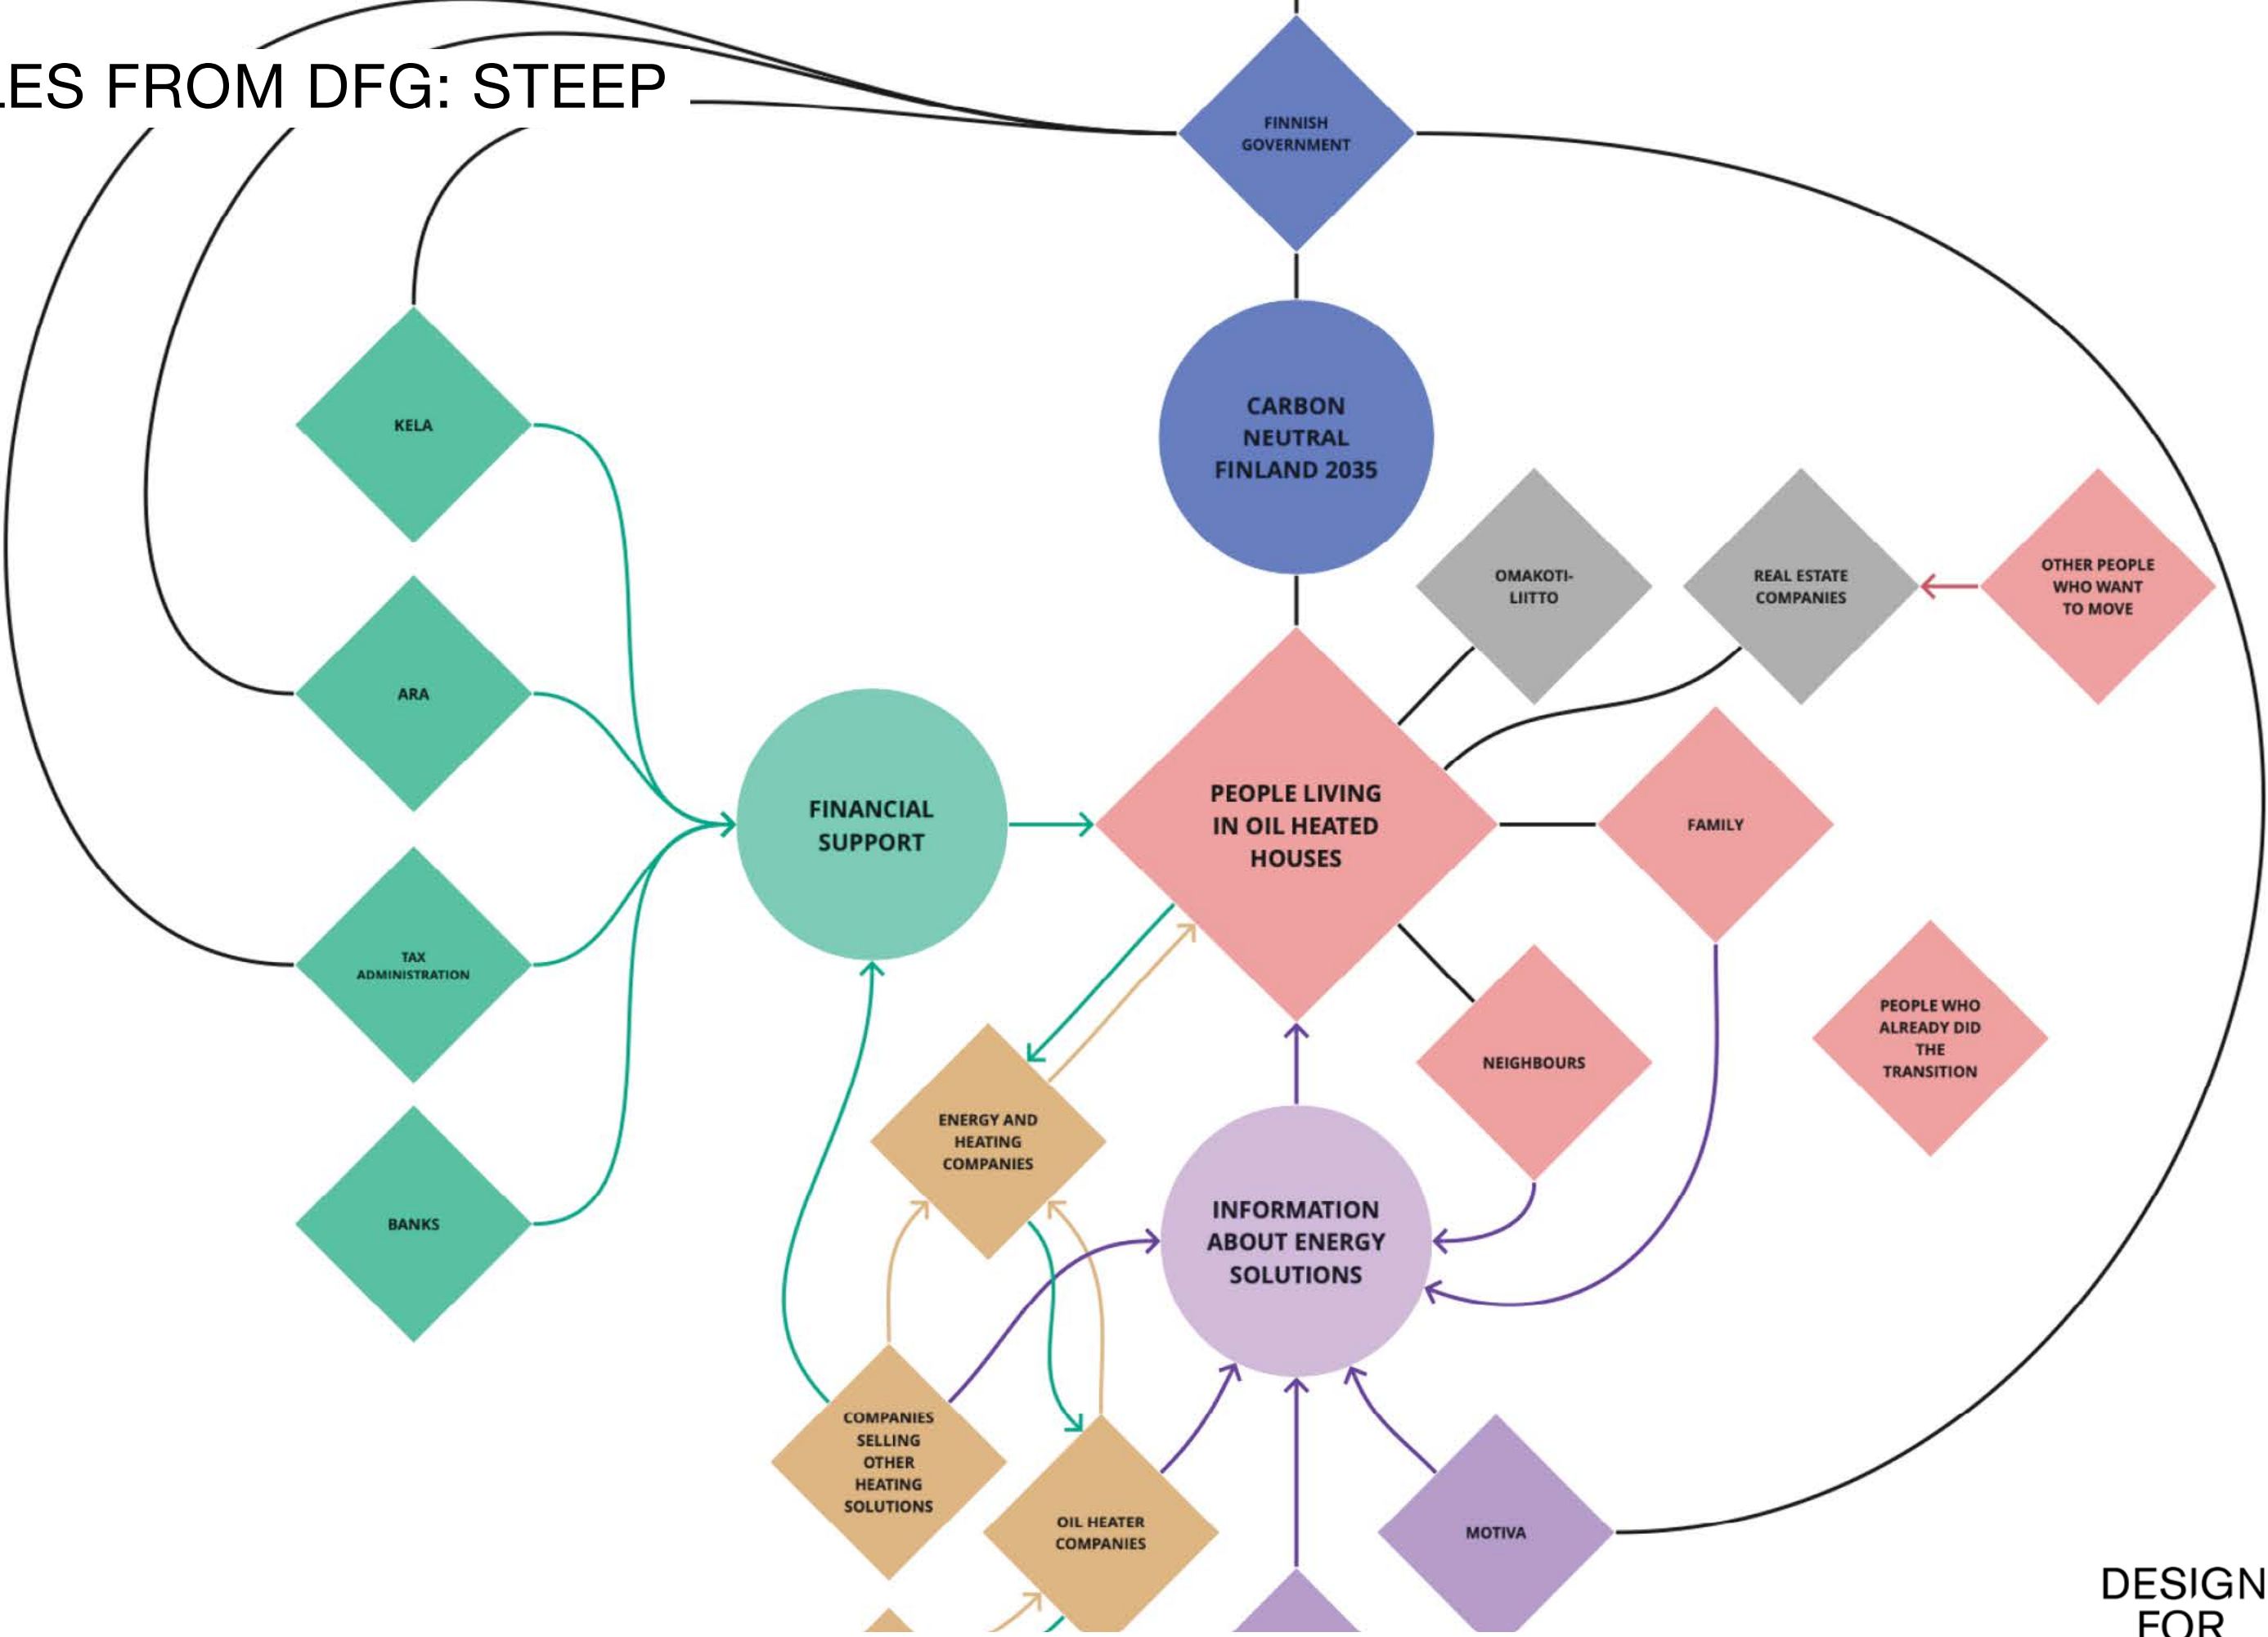 LES FROM DFG: STEEP
FINNISH
GOVERNMENT
CARBON
NEUTRAL
FINLAND 2035
KELA
OMAKOTI-
LIITTO
REAL ESTATE
COMPANIES
OTHER PEOPLE
WHO WANT
TO MOVE
ARA
FINANCIAL
SUPPORT
PEOPLE LIVING
IN OIL HEATED
HOUSES
FAMILY
TAX
ADMINISTRATION
PEOPLE WHO
ALREADY DID
THE
TRANSITION
NEIGHBOURS
ENERGY AND
HEATING
COMPANIES
BANKS
INFORMATION
ABOUT ENERGY
SOLUTIONS
COMPANIES
SELLING
OTHER
HEATING
SOLUTIONS
OIL HEATER
COMPANIES
MOTIVA
DESIGN
FOR